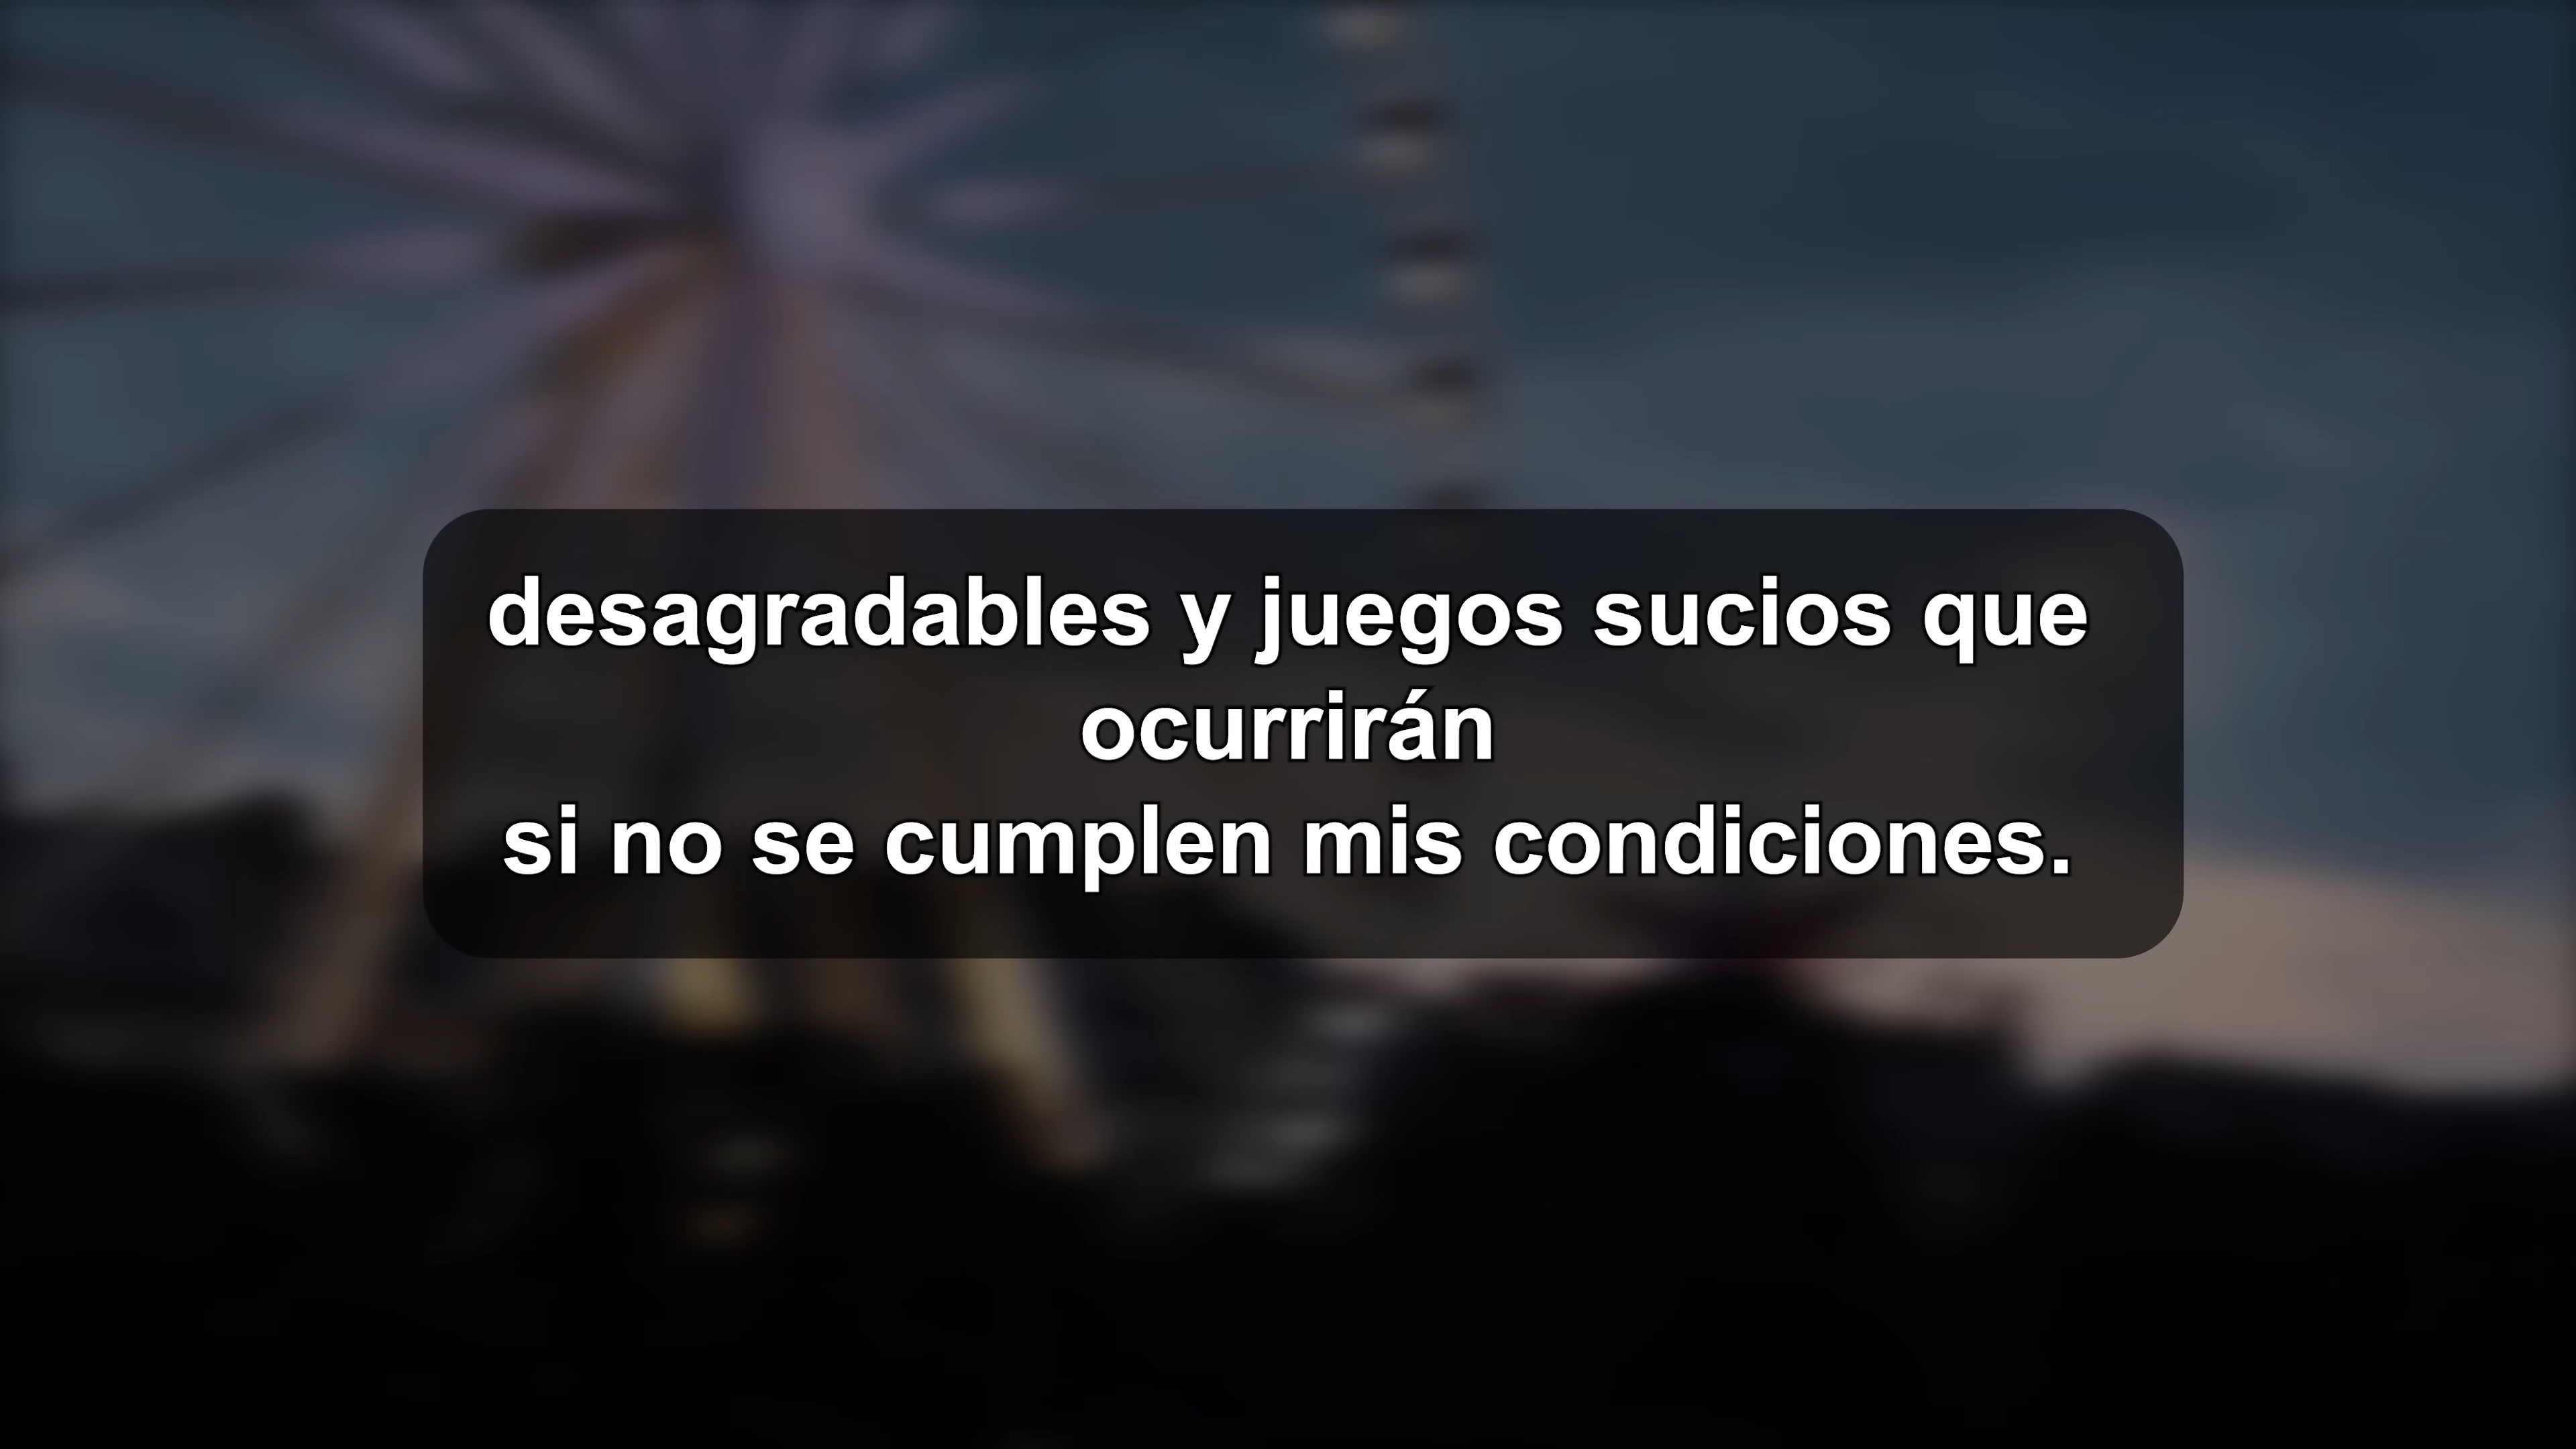 desagradables y juegos sucios que
ocurrirán
si no se cumplen mis condiciones.